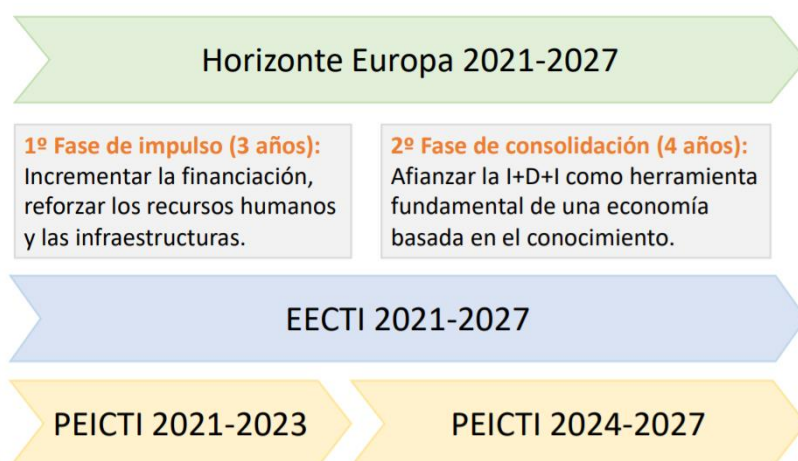 Horizonte Europa 2021-2027
1º Fase de impulso (3 años):
Incrementar la financiación,
reforzar los recursos humanos
y las infraestructuras.
2º Fase de consolidación (4 años):
Afianzar la I+D+I como herramienta
fundamental de una economía
basada en el conocimiento.
EECTI 2021-2027
PEICTI 2021-2023
PEICTI 2024-2027